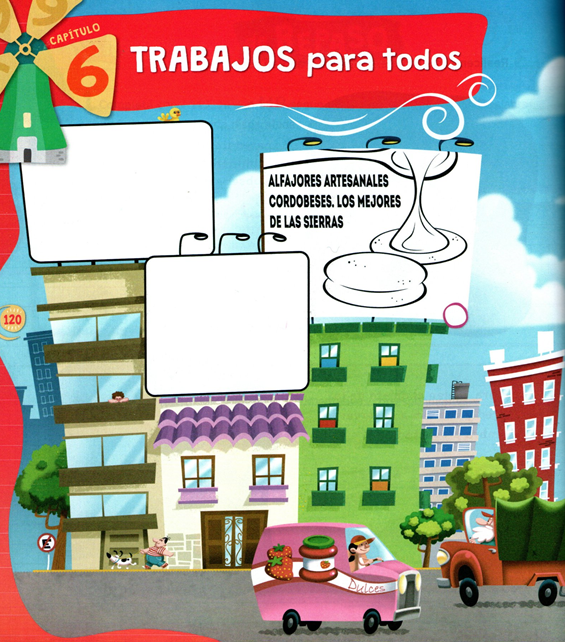 CAPÍTULO
6
TRABAJOS para todos
ALFAJORES ARTESANALES
CORDOBESES. LOS MEJORES
DE LAS SIERRAS
120
E
Dulces